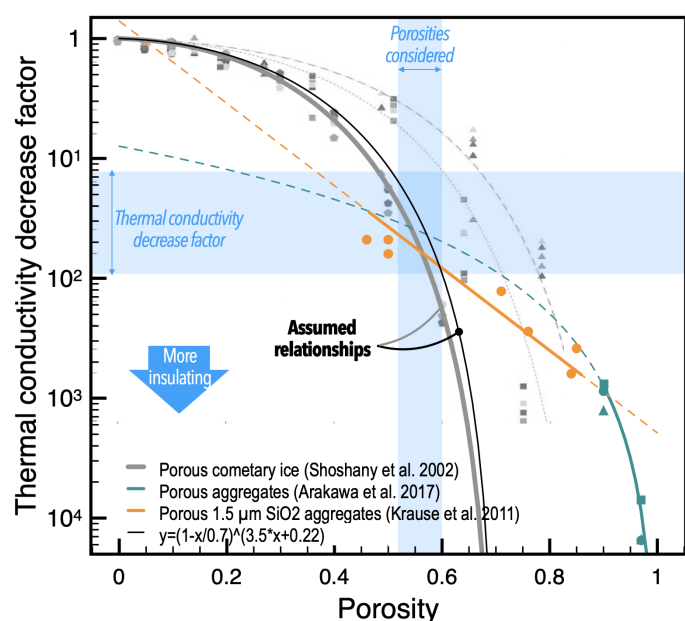 Porosities
considered
1
10¹
Thermal conductivity
decrease factor
10²
Assumed
relationships
More
insulating
10³
10⁴
Porous cometary ice (Shoshany et al. 2002)
Porous aggregates (Arakawa et al. 2017)
Porous 1.5 µm SiO2 aggregates (Krause et al. 2011)
y=(1-x/0.7)^(3.5*x+0.22)
0 0.2 0.4 0.6 0.8 1
Porosity
Thermal conductivity decrease factor